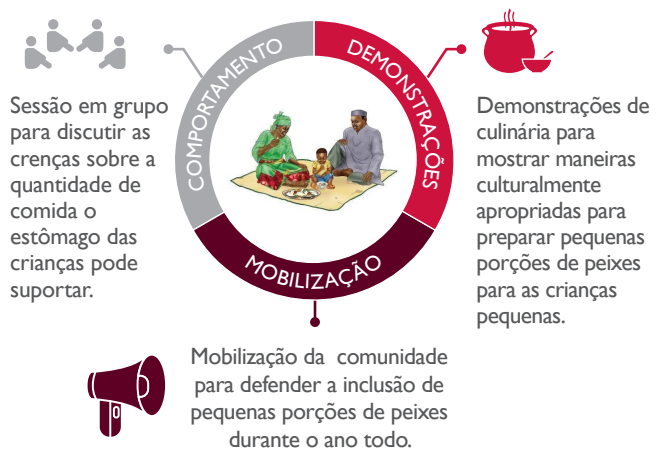 COMPORTAMENTO
DEMONSTRAÇÕES
MOBILIZAÇÃO
Sessão em grupo
para discutir as
crenças sobre a
quantidade de
comida o
estômago das
crianças pode
suportar.
Demonstrações de
culinária para
mostrar maneiras
culturalmente
apropriadas para
preparar pequenas
porções de peixes
para as crianças
pequenas.
Mobilização da comunidade
para defender a inclusão de
pequenas porções de peixes
durante o ano todo.